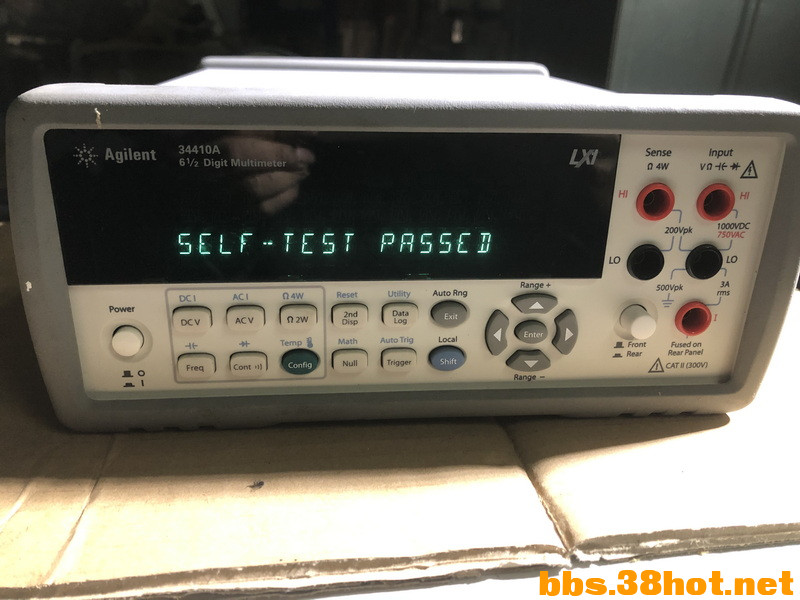 Agilent
34410A
6½ Digit Multimeter
LXI
SELF-TEST PASSED
Power
O
I
DC I
AC I
Ω 4W
Reset
Utility
Auto Rng
DC V
AC V
Ω 2W
2nd Disp
Data Log
Exit
Temp
Math
Auto Trig
Local
Freq
Cont
Config
Null
Trigger
Shift
Range +
Enter
Range −
Sense
Ω 4W
Input
V Ω
HI
HI
200Vpk
1000VDC
750VAC
LO
LO
500Vpk
3A
rms
I
Front
Rear
Fused on
Rear Panel
CAT II (300V)
bbs.38hot.net